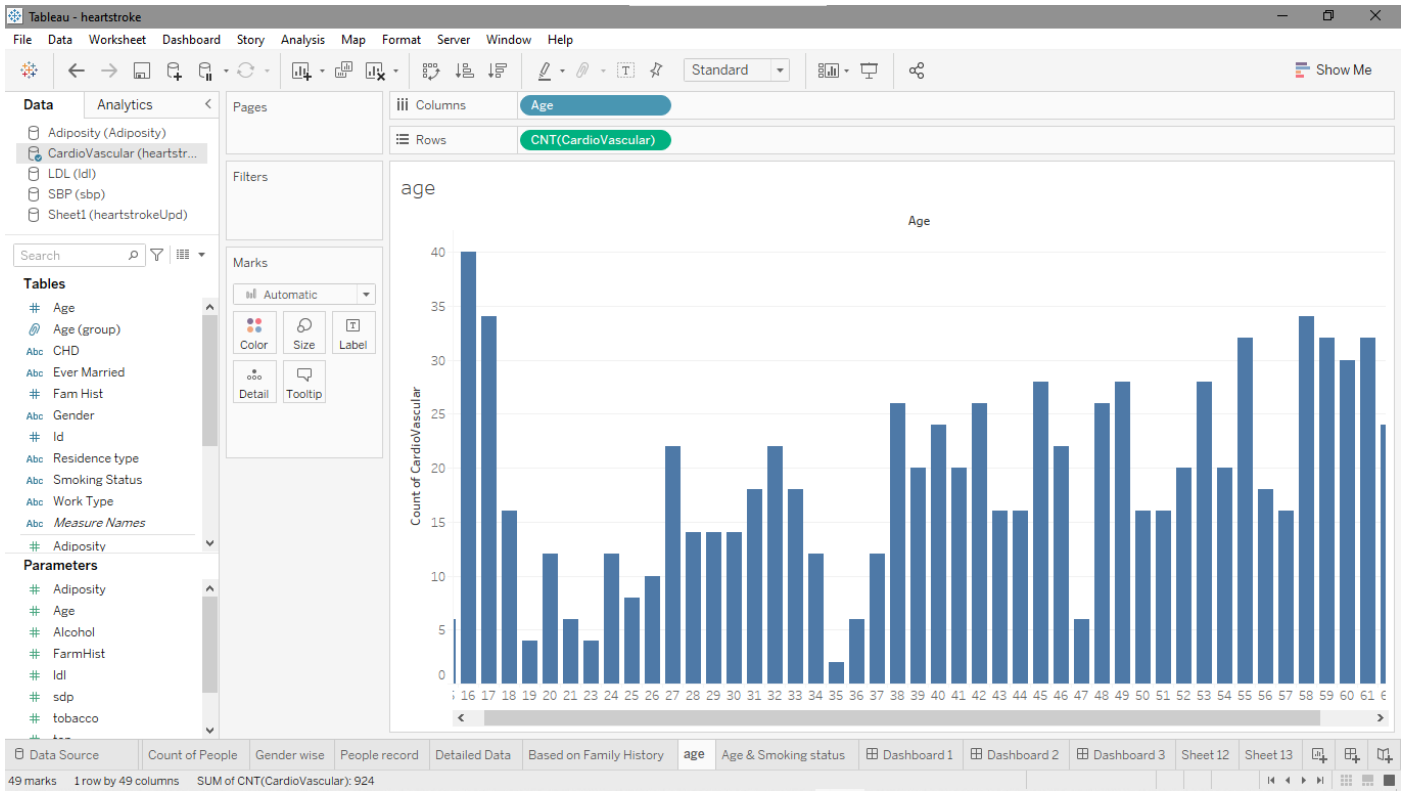 Tableau - heartstroke
File Data Worksheet Dashboard Story Analysis Map Format Server Window Help
Standard
Show Me
Data Analytics
Adiposity (Adiposity)
CardioVascular (heartstr...
LDL (ldl)
SBP (sbp)
Sheet1 (heartstrokeUpd)
Search
Tables
# Age
Age (group)
Abc CHD
Abc Ever Married
# Fam Hist
Abc Gender
# Id
Abc Residence type
Abc Smoking Status
Abc Work Type
Abc Measure Names
# Adiposity
Parameters
# Adiposity
# Age
# Alcohol
# FarmHist
# ldl
# sdp
# tobacco
Pages
Filters
Marks
Automatic
Color Size Label
Detail Tooltip
Columns Age
Rows CNT(CardioVascular)
age
Age
Count of CardioVascular
40
35
30
25
20
15
10
5
0
16 17 18 19 20 21 23 24 25 26 27 28 29 30 31 32 33 34 35 36 37 38 39 40 41 42 43 44 45 46 47 48 49 50 51 52 53 54 55 56 57 58 59 60 61
Data Source Count of People Gender wise People record Detailed Data Based on Family History age Age & Smoking status Dashboard 1 Dashboard 2 Dashboard 3 Sheet 12 Sheet 13
49 marks 1 row by 49 columns SUM of CNT(CardioVascular): 924